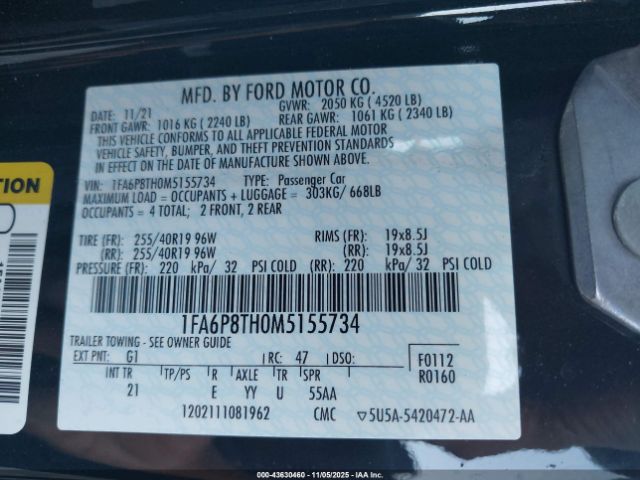 MFD. BY FORD MOTOR CO.
DATE: 11/21 GVWR: 2050 KG ( 4520 LB)
FRONT GAWR: 1016 KG ( 2240 LB) REAR GAWR: 1061 KG ( 2340 LB)
THIS VEHICLE CONFORMS TO ALL APPLICABLE FEDERAL MOTOR
VEHICLE SAFETY, BUMPER, AND THEFT PREVENTION STANDARDS
IN EFFECT ON THE DATE OF MANUFACTURE SHOWN ABOVE.
VIN: 1FA6P8TH0M5155734 TYPE: Passenger Car
MAXIMUM LOAD = OCCUPANTS + LUGGAGE = 303KG/ 668LB
OCCUPANTS = 4 TOTAL; 2 FRONT, 2 REAR
TIRE (FR): 255/40R19 96W RIMS (FR): 19x8.5J
(RR): 255/40R19 96W (RR): 19x8.5J
PRESSURE (FR): 220 kPa/ 32 PSI COLD (RR): 220 kPa/ 32 PSI COLD
1FA6P8TH0M5155734
TRAILER TOWING - SEE OWNER GUIDE
EXT PNT: G1 RC: 47 DSO: F0112
INT TR TP/PS R AXLE TR SPR R0160
21 E YY U 55AA
1202111081962 CMC ▽5U5A-5420472-AA
000-43630460 - 11/05/2025 - IAA Inc.